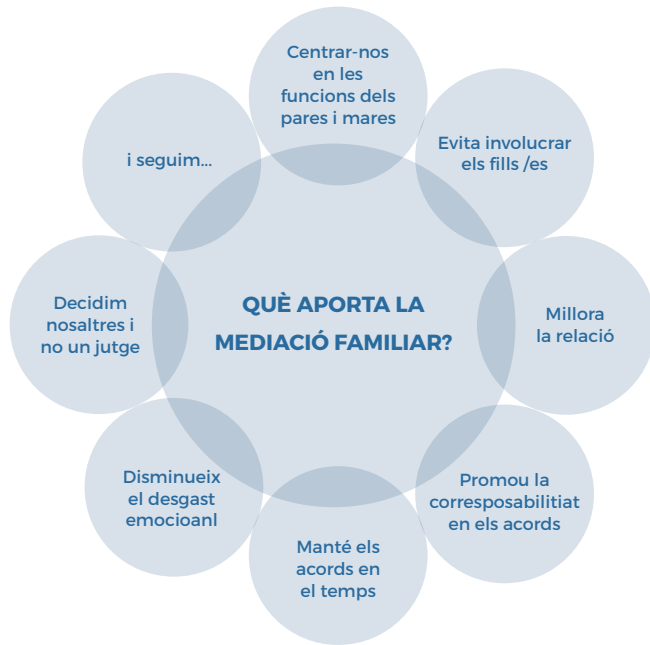 QUÈ APORTA LA
MEDIACIÓ FAMILIAR?
Centrar-nos
en les
funcions dels
pares i mares
Evita involucrar
els fills /es
Millora
la relació
Promou la
corresposabilitiat
en els acords
Manté els
acords en
el temps
Disminueix
el desgast
emocioanl
Decidim
nosaltres i
no un jutge
i seguim...